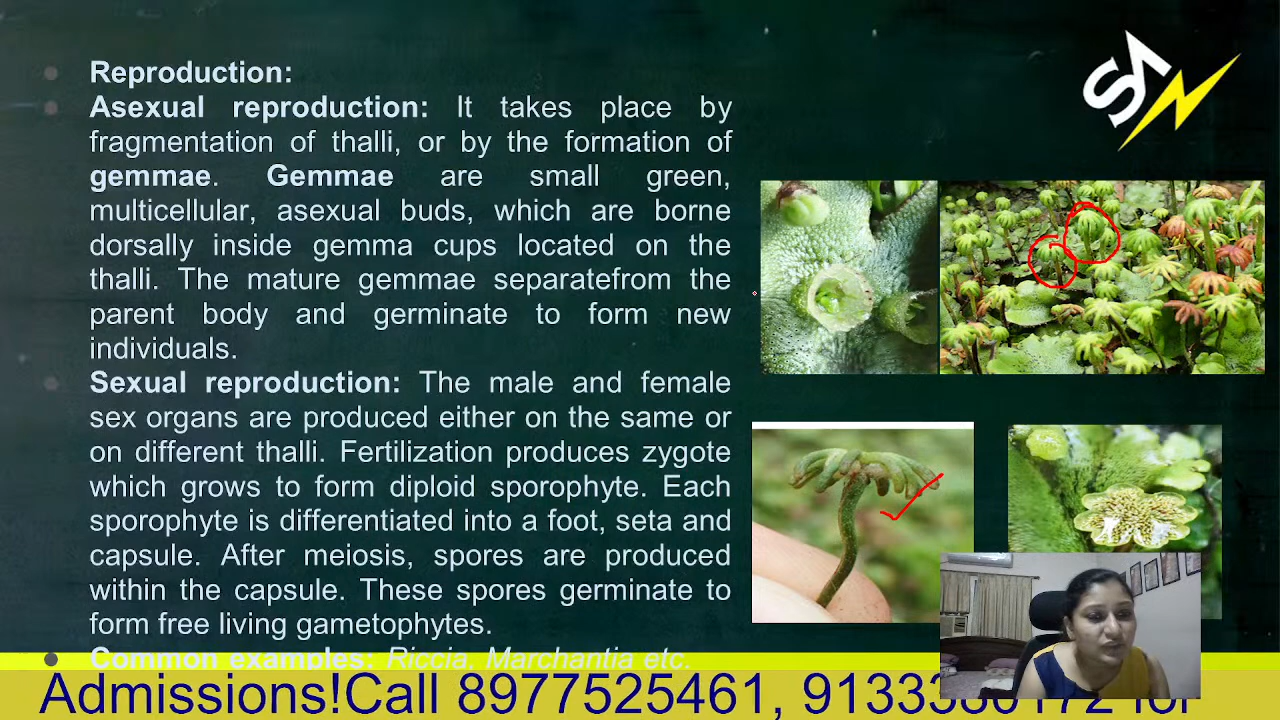 Reproduction:
Asexual reproduction: It takes place by
fragmentation of thalli, or by the formation of
gemmae. Gemmae are small green,
multicellular, asexual buds, which are borne
dorsally inside gemma cups located on the
thalli. The mature gemmae separatefrom the
parent body and germinate to form new
individuals.
Sexual reproduction: The male and female
sex organs are produced either on the same or
on different thalli. Fertilization produces zygote
which grows to form diploid sporophyte. Each
sporophyte is differentiated into a foot, seta and
capsule. After meiosis, spores are produced
within the capsule. These spores germinate to
form free living gametophytes.
Common examples: Riccia, Marchantia etc.
Admissions!Call 8977525461,